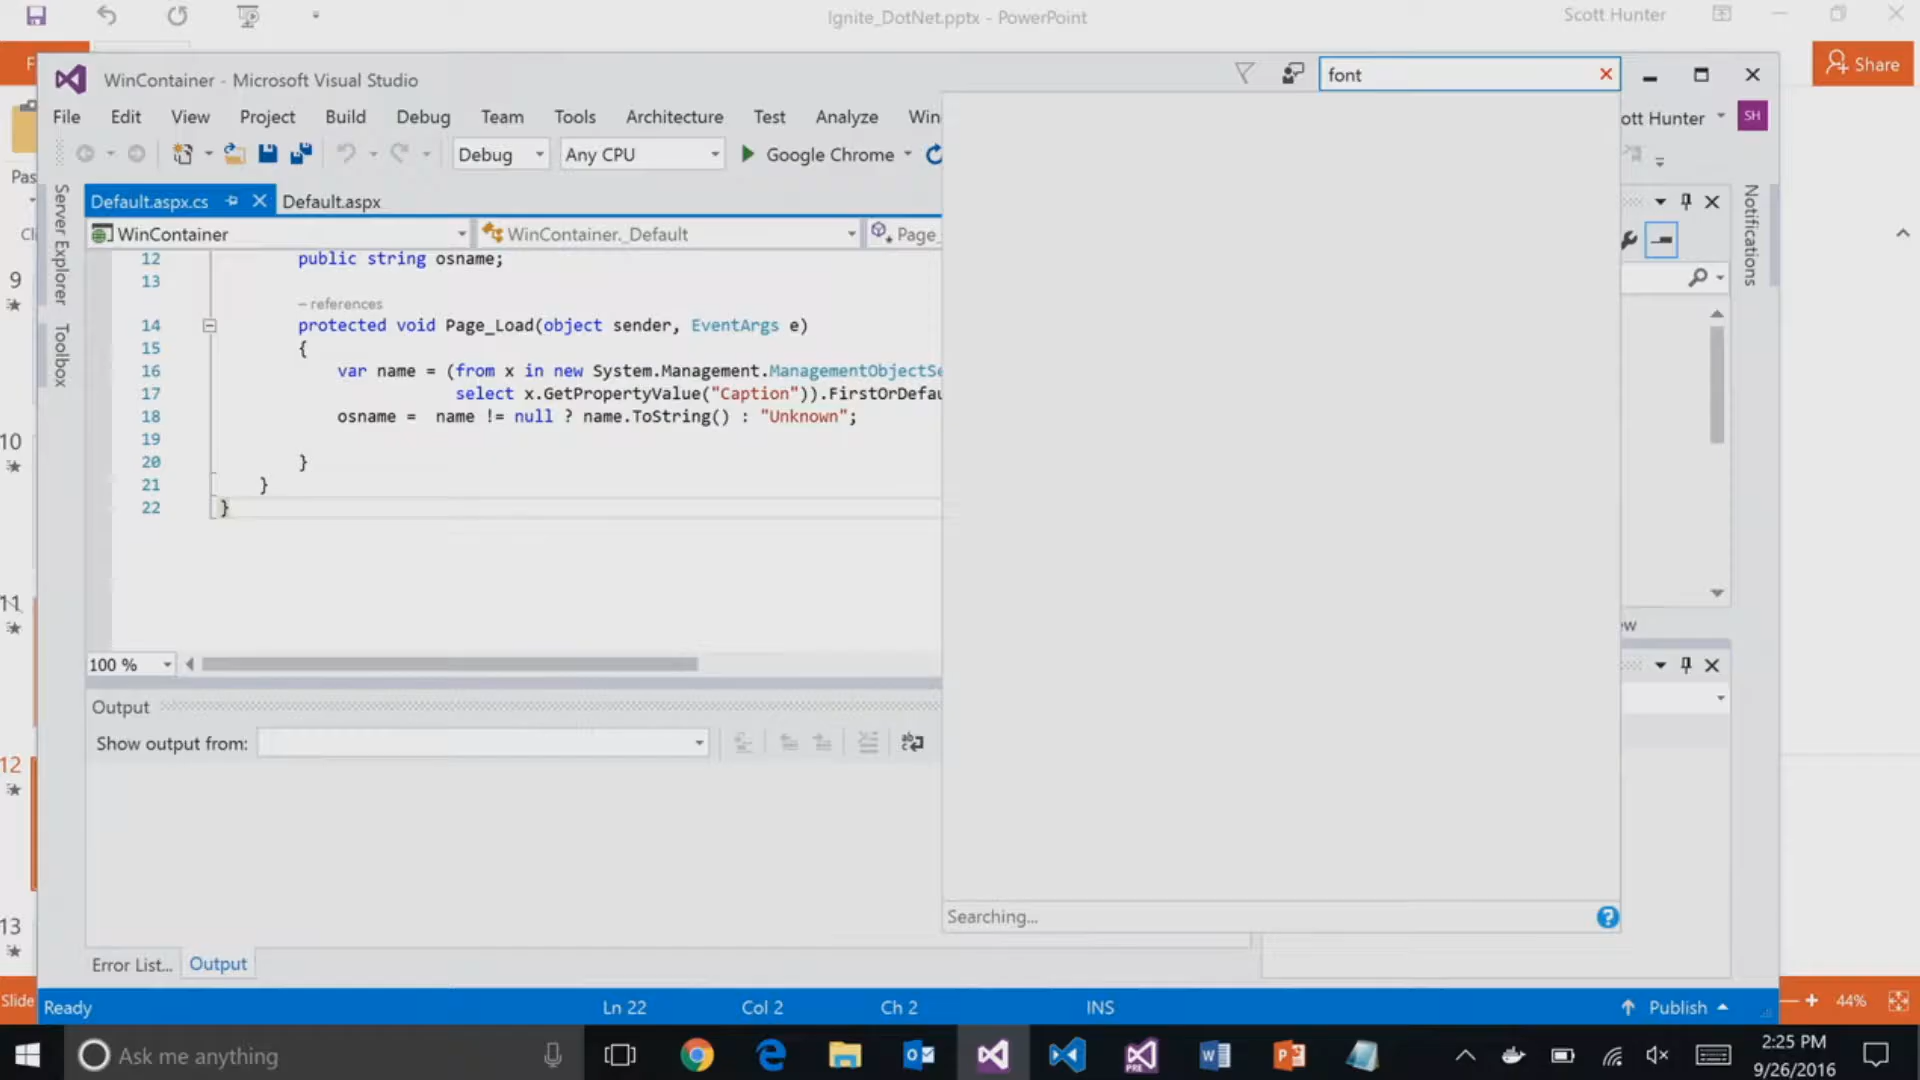 Ignite_DotNet.pptx - PowerPoint
Scott Hunter
F
Share
WinContainer - Microsoft Visual Studio
font
File Edit View Project Build Debug Team Tools Architecture Test Analyze Win
ott Hunter
SH
Debug
Any CPU
Google Chrome
Pas
Cli
Server Explorer
Toolbox
Default.aspx.cs
Default.aspx
WinContainer
WinContainer._Default
Page_
Notifications
12 public string osname;
13
– references
14 protected void Page_Load(object sender, EventArgs e)
15 {
16 var name = (from x in new System.Management.ManagementObjectSe
17 select x.GetPropertyValue("Caption")).FirstOrDefau
18 osname = name != null ? name.ToString() : "Unknown";
19
20 }
21 }
22 }
9
10
11
12
13
100 %
Output
Show output from:
Searching...
Error List...
Output
Slide
Ready
Ln 22
Col 2
Ch 2
INS
Publish
44%
Ask me anything
PRE
2:25 PM
9/26/2016